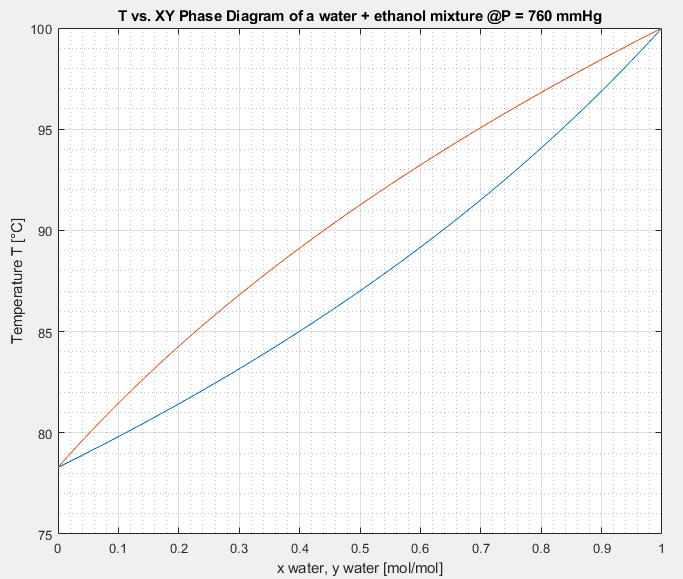 T vs. XY Phase Diagram of a water + ethanol mixture @P = 760 mmHg
100
95
90
85
80
75
Temperature T [°C]
0 0.1 0.2 0.3 0.4 0.5 0.6 0.7 0.8 0.9 1
x water, y water [mol/mol]